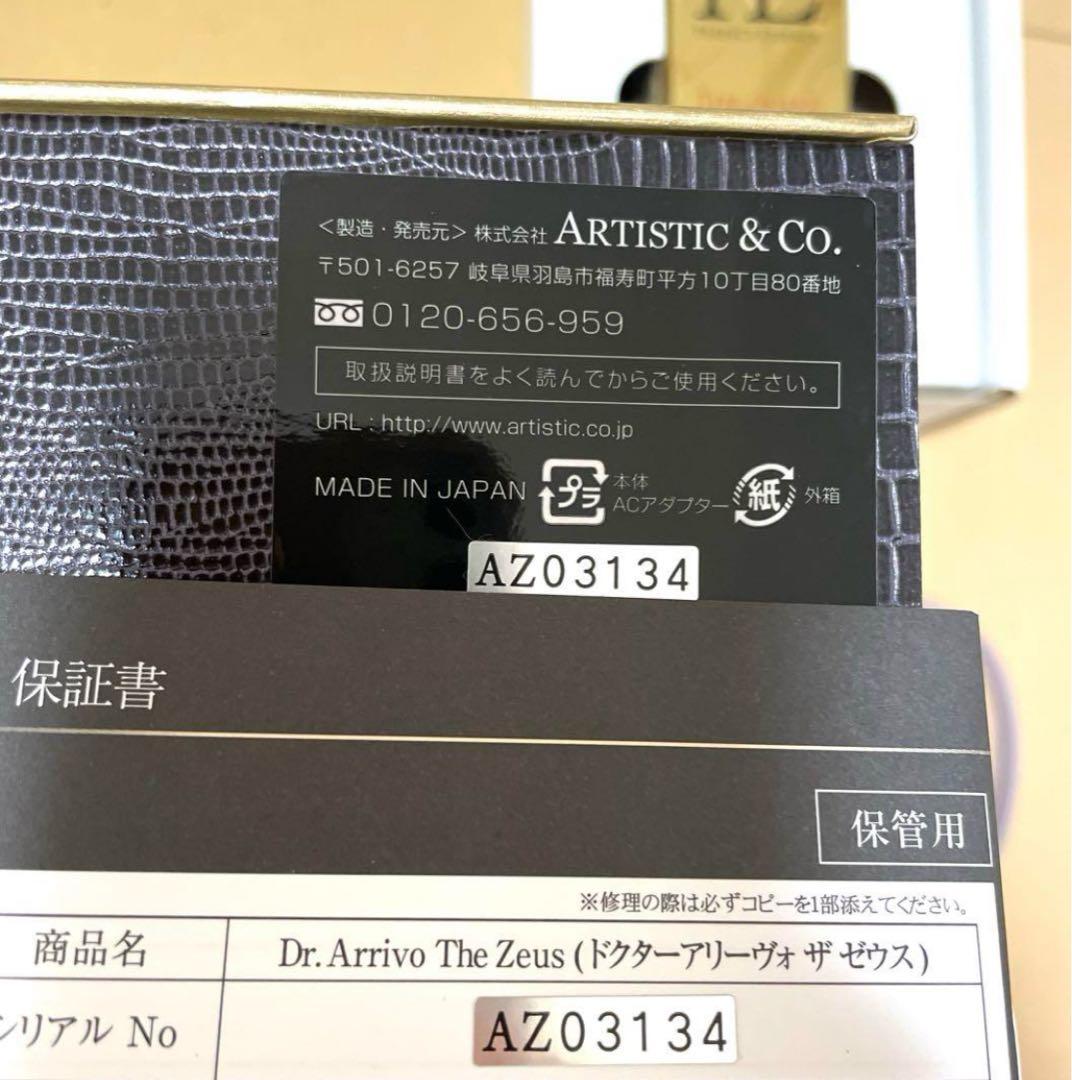 <製造・発売元> 株式会社 ARTISTIC & CO.
〒501-6257 岐阜県羽島市福寿町平方10丁目80番地
0120-656-959
取扱説明書をよく読んでからご使用ください。
URL : http://www.artistic.co.jp
MADE IN JAPAN プラ 本体 ACアダプター 紙 外箱
AZ03134
保証書
保管用
※修理の際は必ずコピーを1部添えてください。
商品名 Dr. Arrivo The Zeus (ドクターアリーヴォ ザ ゼウス)
シリアル No AZ03134